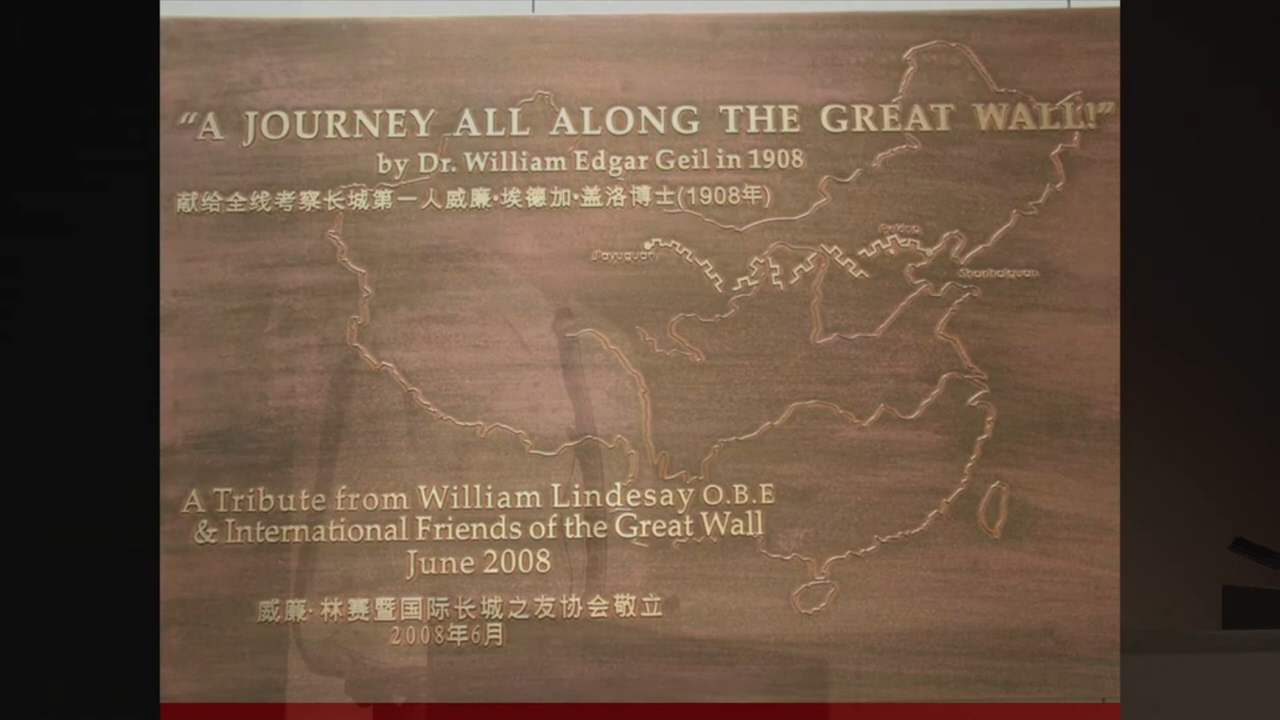 "A JOURNEY ALL ALONG THE GREAT WALL!"
by Dr. William Edgar Geil in 1908
献给全线考察长城第一人威廉·埃德加·盖洛博士(1908年)
Peking
Jiayuguan
Shanhaiguan
A Tribute from William Lindesay O.B.E
& International Friends of the Great Wall
June 2008
威廉·林赛暨国际长城之友协会敬立
2008年6月